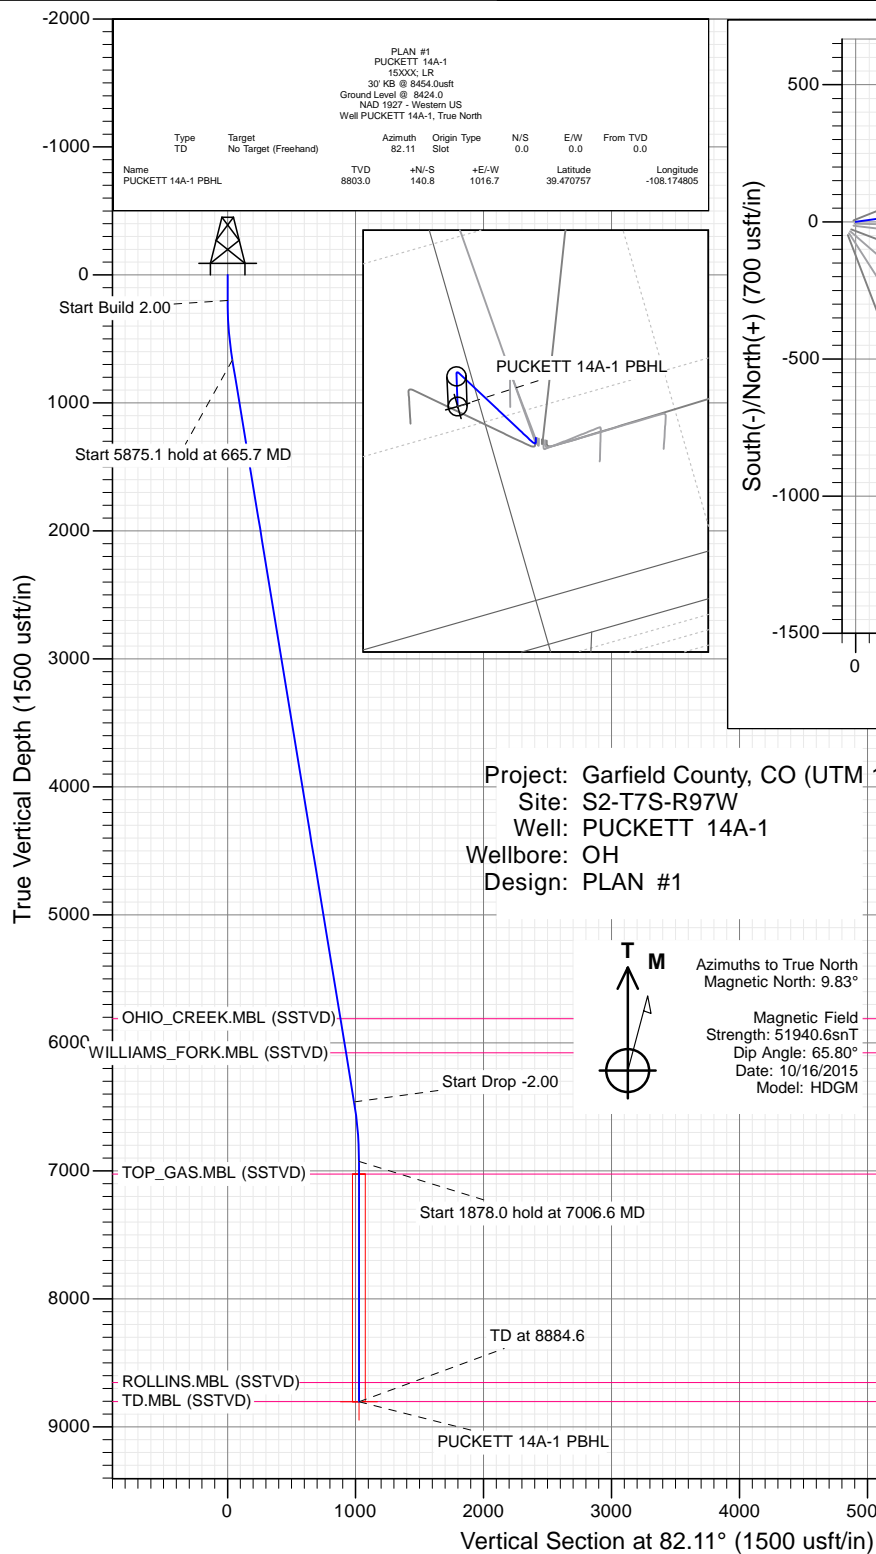 PLAN #1
PUCKETT 14A-1
15XXX; LR
30' KB @ 8454.0usft
Ground Level @ 8424.0
NAD 1927 - Western US
Well PUCKETT 14A-1, True North
Type Target Azimuth Origin Type N/S E/W From TVD
TD No Target (Freehand) 82.11 Slot 0.0 0.0 0.0
Name TVD +N/-S +E/-W Latitude Longitude
PUCKETT 14A-1 PBHL 8803.0 140.8 1016.7 39.470757 -108.174805
-2000
-1000
0
1000
2000
3000
4000
5000
6000
7000
8000
9000
True Vertical Depth (1500 usft/in)
Start Build 2.00
Start 5875.1 hold at 665.7 MD
PUCKETT 14A-1 PBHL
500
0
-500
-1000
-1500
0
South(-)/North(+) (700 usft/in)
Project: Garfield County, CO (UTM 1
Site: S2-T7S-R97W
Well: PUCKETT 14A-1
Wellbore: OH
Design: PLAN #1
T
M
Azimuths to True North
Magnetic North: 9.83°
Magnetic Field
Strength: 51940.6snT
Dip Angle: 65.80°
Date: 10/16/2015
Model: HDGM
OHIO_CREEK.MBL (SSTVD)
WILLIAMS_FORK.MBL (SSTVD)
Start Drop -2.00
TOP_GAS.MBL (SSTVD)
Start 1878.0 hold at 7006.6 MD
TD at 8884.6
ROLLINS.MBL (SSTVD)
TD.MBL (SSTVD)
PUCKETT 14A-1 PBHL
0 1000 2000 3000 4000 500
Vertical Section at 82.11° (1500 usft/in)